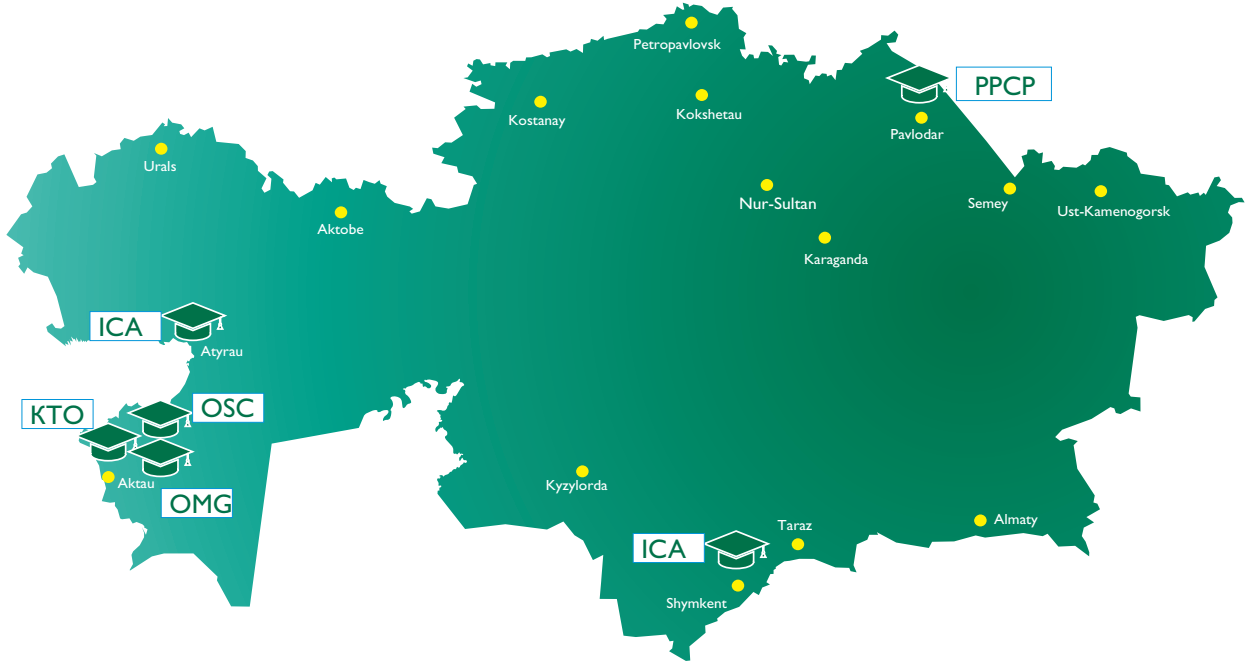 Petropavlovsk
PPCP
Kostanay
Kokshetau
Pavlodar
Urals
Semey
Nur-Sultan
Ust-Kamenogorsk
Aktobe
Karaganda
ICA
Atyrau
KTO
OSC
Aktau
OMG
Kyzylorda
Taraz
Almaty
ICA
Shymkent